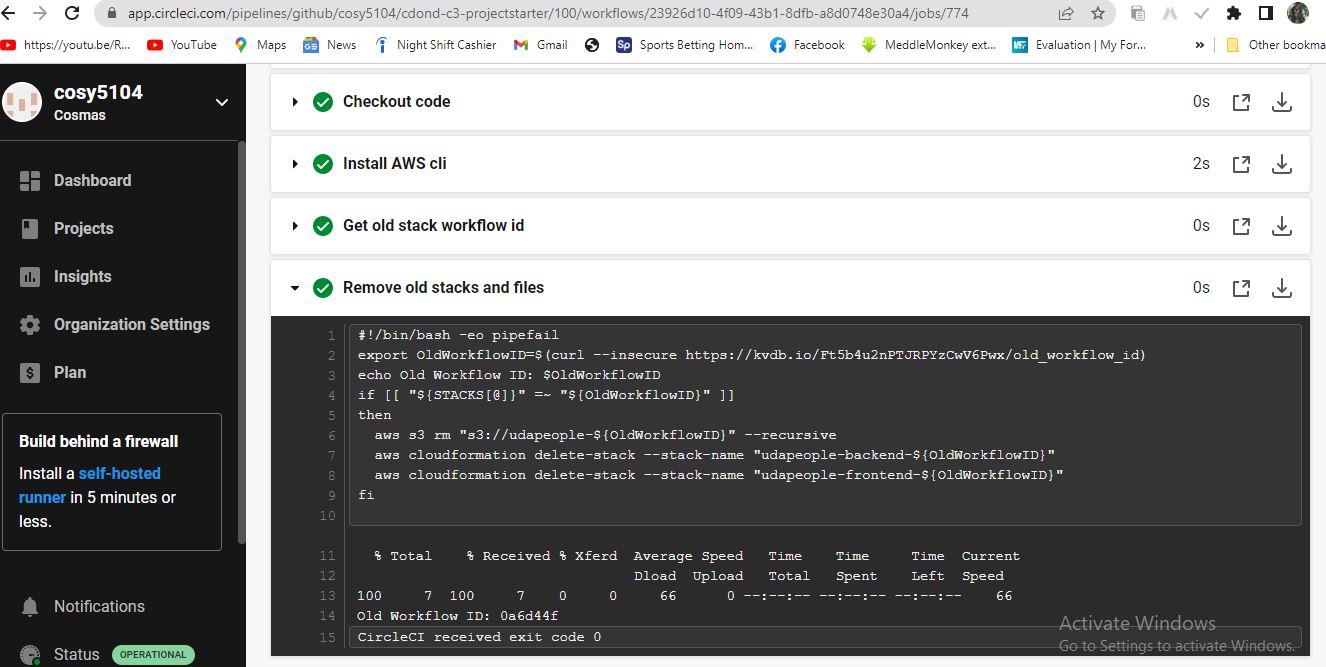 app.circleci.com/pipelines/github/cosy5104/cdond-c3-projectstarter/100/workflows/23926d10-4f09-43b1-8dfb-a8d0748e30a4/jobs/774
https://youtu.be/R... YouTube Maps News Night Shift Cashier Gmail Sp Sports Betting Hom... Facebook MeddleMonkey ext... Evaluation | My For... » Other bookma
cosy5104
Cosmas
Dashboard
Projects
Insights
Organization Settings
Plan
Build behind a firewall
Install a self-hosted
runner in 5 minutes or
less.
Notifications
Status OPERATIONAL
Checkout code 0s
Install AWS cli 2s
Get old stack workflow id 0s
Remove old stacks and files 0s
1 #!/bin/bash -eo pipefail
2 export OldWorkflowID=$(curl --insecure https://kvdb.io/Ft5b4u2nPTJRPYzCwV6Pwx/old_workflow_id)
3 echo Old Workflow ID: $OldWorkflowID
4 if [[ "${STACKS[@]}" =~ "${OldWorkflowID}" ]]
5 then
6 aws s3 rm "s3://udapeople-${OldWorkflowID}" --recursive
7 aws cloudformation delete-stack --stack-name "udapeople-backend-${OldWorkflowID}"
8 aws cloudformation delete-stack --stack-name "udapeople-frontend-${OldWorkflowID}"
9 fi
10
11 % Total % Received % Xferd Average Speed Time Time Time Current
12 Dload Upload Total Spent Left Speed
13 100 7 100 7 0 0 66 0 --:--:-- --:--:-- --:--:-- 66
14 Old Workflow ID: 0a6d44f
15 CircleCI received exit code 0
Activate Windows
Go to Settings to activate Windows.